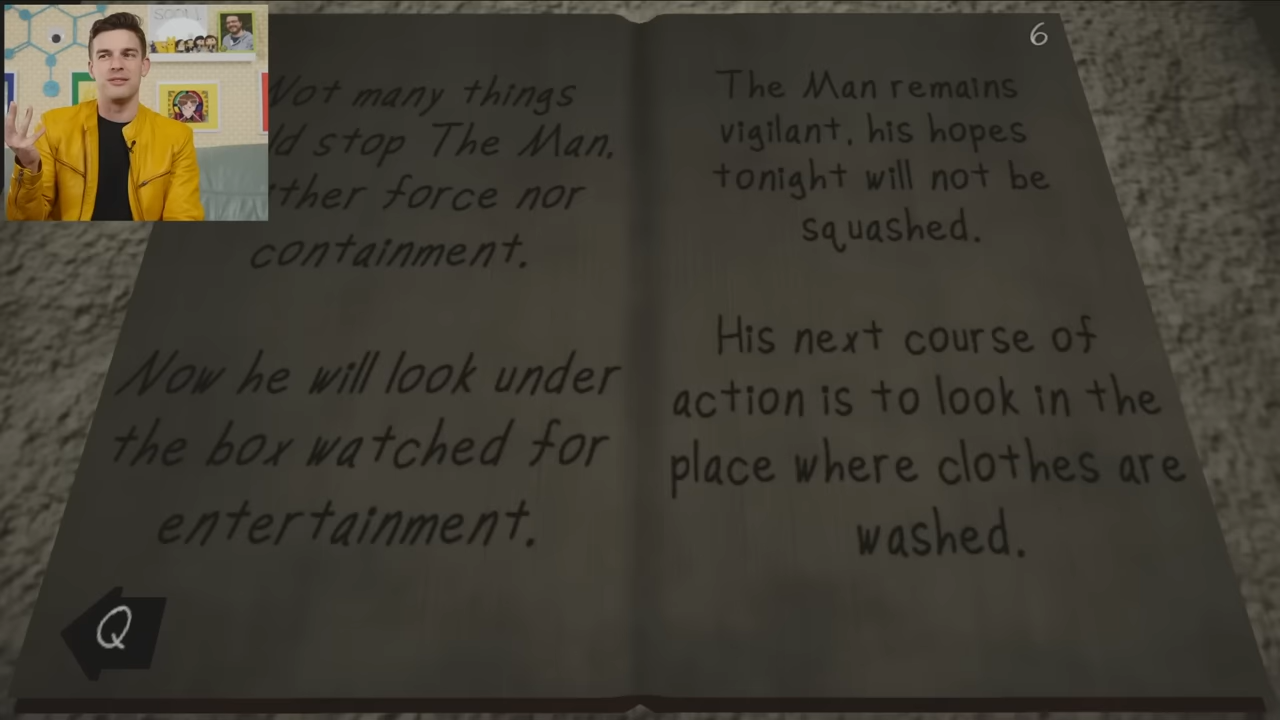 6
Not many things
stop The Man,
force nor
containment.
Now he will look under
the box watched for
entertainment.
The Man remains
vigilant, his hopes
tonight will not be
squashed.
His next course of
action is to look in the
place where clothes are
washed.
Q